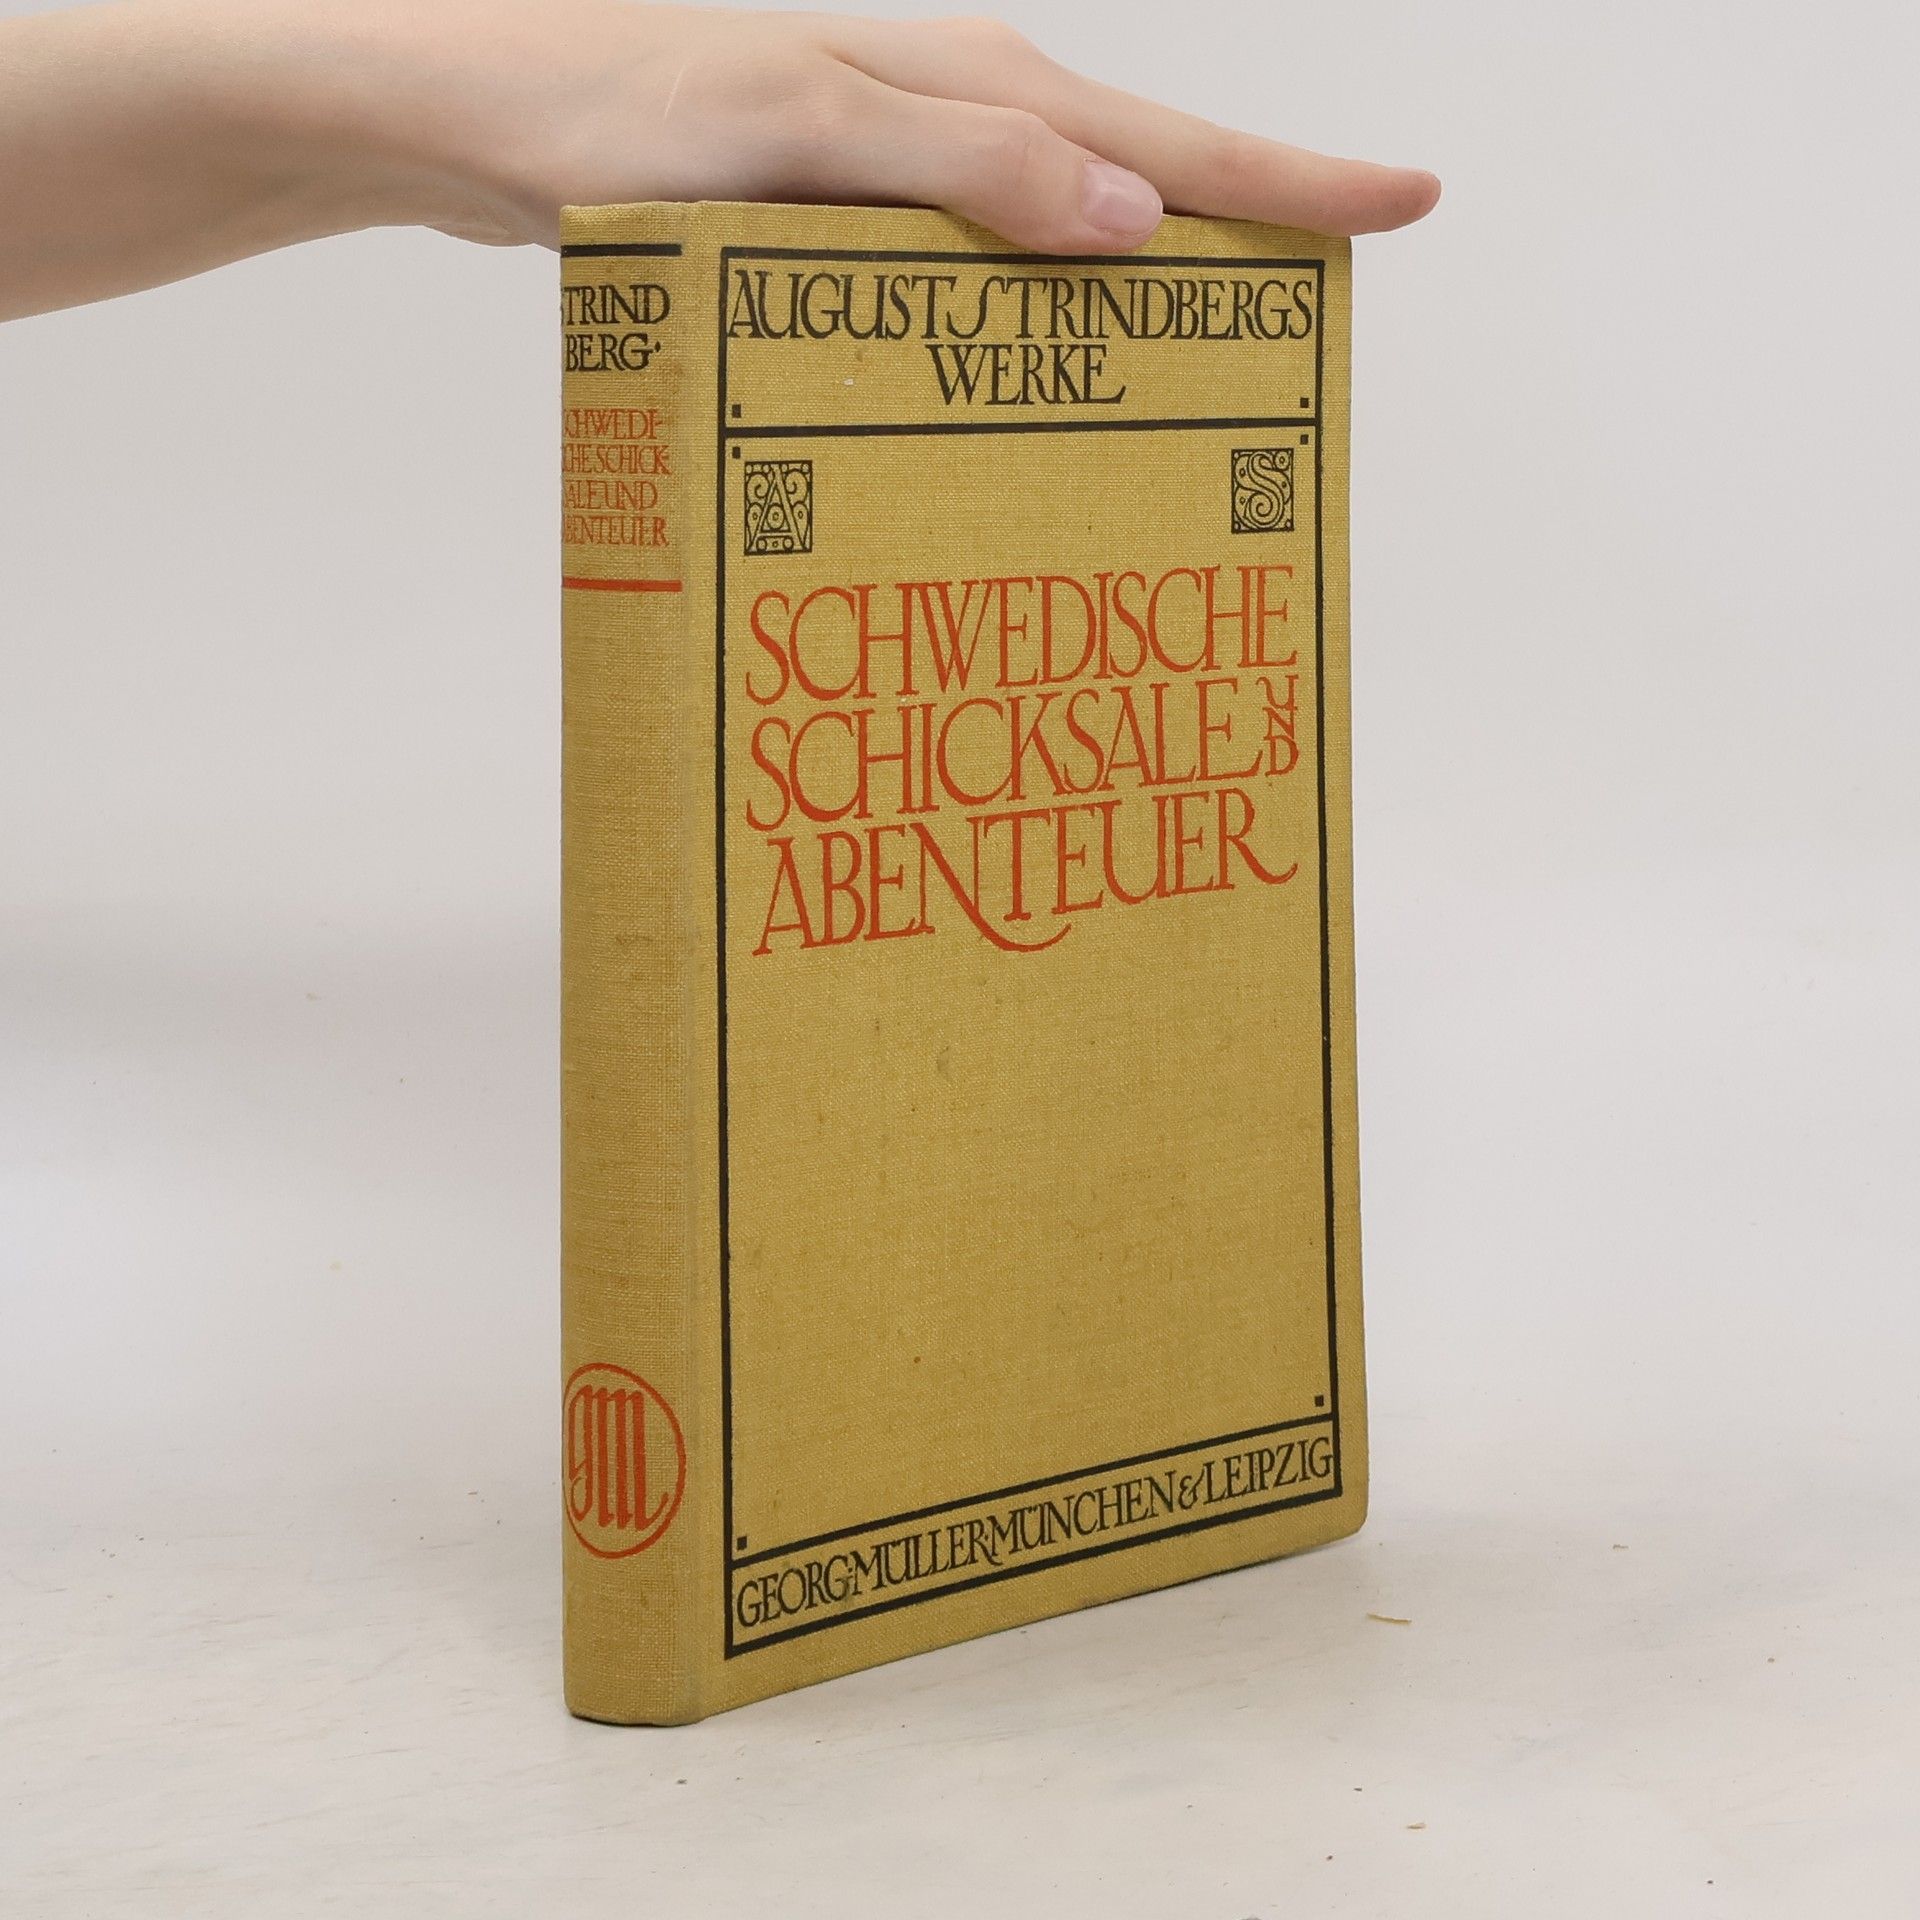 STRIND
BERG·
SCHWEDI-
SCHE SCHICK-
SALE UND
ABENTEUER
GM
AUGUST STRINDBERGS
WERKE
A S
SCHWEDISCHE
SCHICKSALE UND
ABENTEUER
GEORG·MÜLLER·MÜNCHEN & LEIPZIG